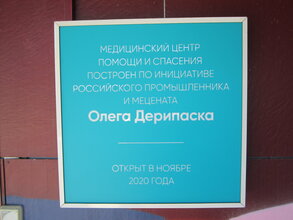 МЕДИЦИНСКИЙ ЦЕНТР
ПОМОЩИ И СПАСЕНИЯ
ПОСТРОЕН ПО ИНИЦИАТИВЕ
РОССИЙСКОГО ПРОМЫШЛЕННИКА
И МЕЦЕНАТА
Олега Дерипаска
ОТКРЫТ В НОЯБРЕ
2020 ГОДА